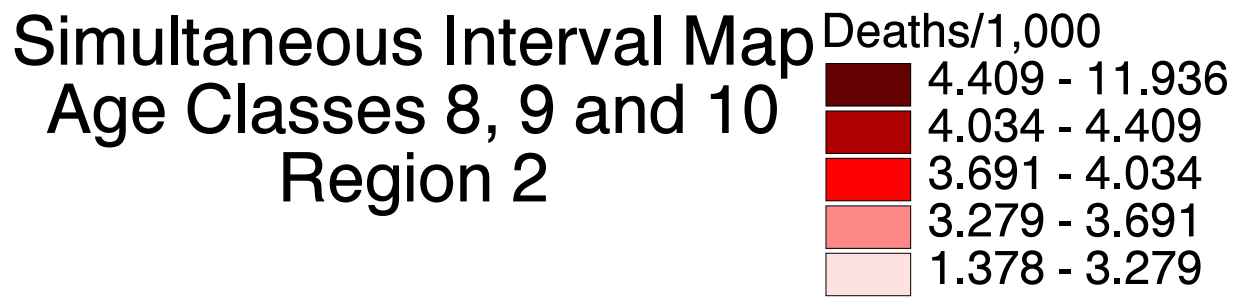 Simultaneous Interval Map
Age Classes 8, 9 and 10
Region 2
Deaths/1,000
4.409 - 11.936
4.034 - 4.409
3.691 - 4.034
3.279 - 3.691
1.378 - 3.279